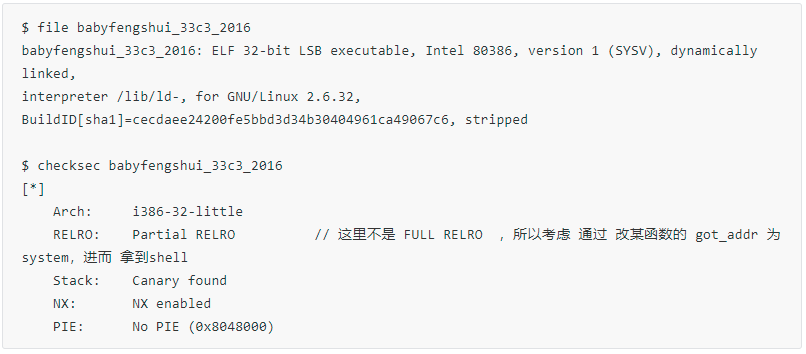 $ file babyfengshui_33c3_2016
babyfengshui_33c3_2016: ELF 32-bit LSB executable, Intel 80386, version 1 (SYSV), dynamically
linked,
interpreter /lib/ld-, for GNU/Linux 2.6.32,
BuildID[sha1]=cecdaee24200fe5bbd3d34b30404961ca49067c6, stripped
$ checksec babyfengshui_33c3_2016
[*]
Arch:     i386-32-little
RELRO:    Partial RELRO          // 这里不是 FULL RELRO ，所以考虑 通过 改某函数的 got_addr 为
system，进而 拿到shell
Stack:    Canary found
NX:       NX enabled
PIE:      No PIE (0x8048000)